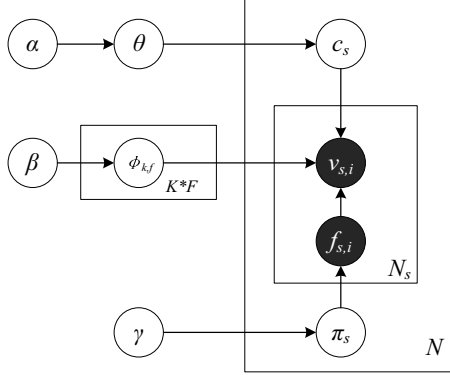 α θ c_s
β ϕ_{k,f} v_{s,i}
K*F
f_{s,i}
N_s
γ π_s
N